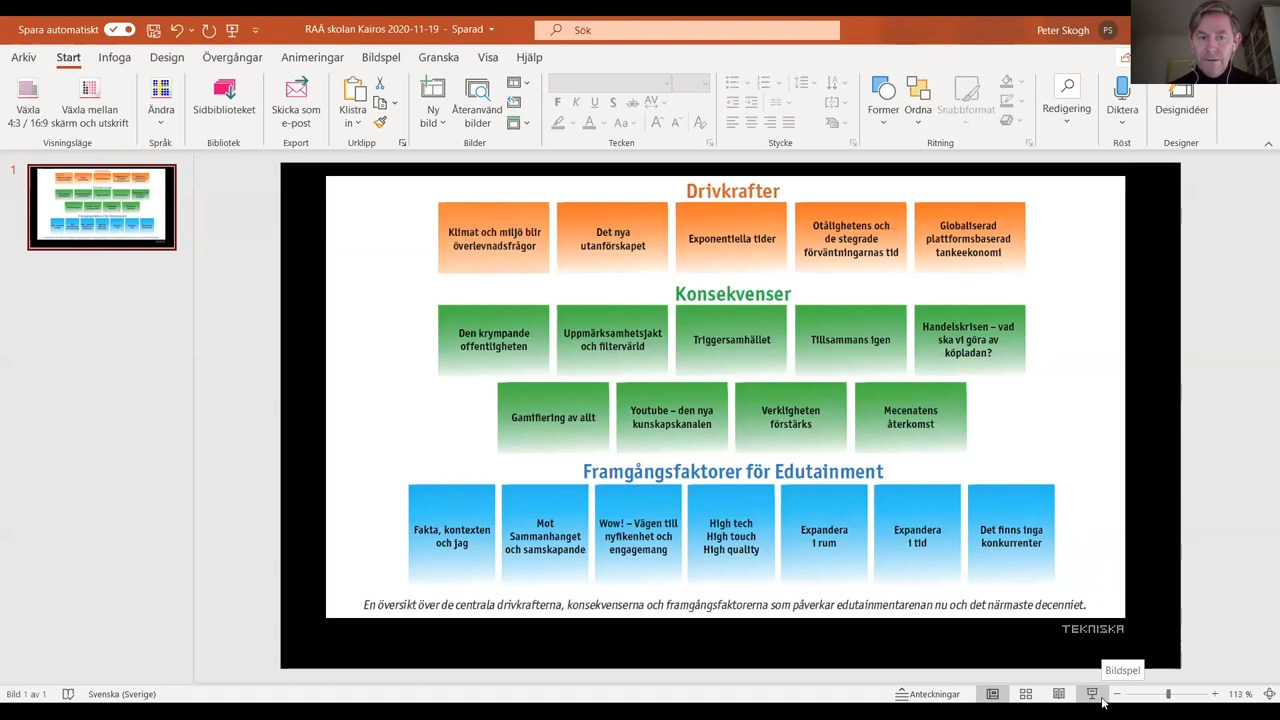 Spara automatiskt
RAÄ skolan Kairos 2020-11-19 - Sparad
Sök
Peter Skogh
PS
Arkiv
Start
Infoga
Design
Övergångar
Animeringar
Bildspel
Granska
Visa
Hjälp
Växla
4:3 / 16:9
Växla mellan
skärm och utskrift
Ändra
Sidbiblioteket
Skicka som
e-post
Klistra
in
Ny
bild
Återanvänd
bilder
F K U S ab AV
Aa
Former
Ordna
Snabbformat
Redigering
Diktera
Designidéer
Visningsläge
Språk
Bibliotek
Export
Urklipp
Bilder
Tecken
Stycke
Ritning
Röst
Designer
1
Drivkrafter
Klimat och miljö blir
överlevnadsfrågor
Det nya
utanförskapet
Exponentiella tider
Otålighetens och
de stegrade
förväntningarnas tid
Globaliserad
plattformsbaserad
tankeekonomi
Konsekvenser
Den krympande
offentligheten
Uppmärksamhetsjakt
och filtervärld
Triggersamhället
Tillsammans igen
Handelskrisen – vad
ska vi göra av
köpladan?
Gamifiering av allt
Youtube – den nya
kunskapskanalen
Verkligheten
förstärks
Mecenatens
återkomst
Framgångsfaktorer för Edutainment
Fakta, kontexten
och jag
Mot
Sammanhanget
och samskapande
Wow! – Vägen till
nyfikenhet och
engagemang
High tech
High touch
High quality
Expandera
i rum
Expandera
i tid
Det finns inga
konkurrenter
En översikt över de centrala drivkrafterna, konsekvenserna och framgångsfaktorerna som påverkar edutainmentarenan nu och det närmaste decenniet.
TEKNISKA
Bildspel
Bild 1 av 1
Svenska (Sverige)
Anteckningar
113 %